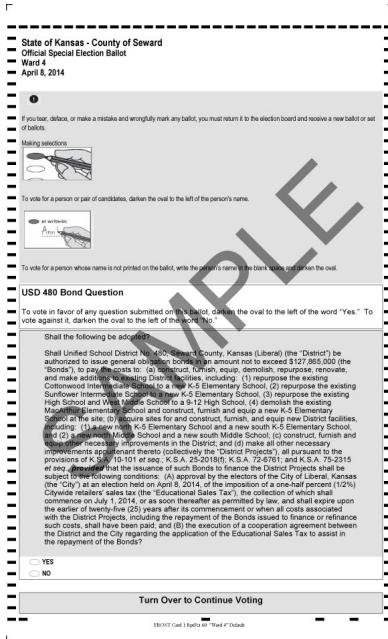 State of Kansas - County of Seward
Official Special Election Ballot
Ward 4
April 8, 2014
If you tear, deface, or make a mistake and wrongfully mark any ballot, you must return it to the election board and receive a new ballot or set
of ballots.
Making selections
To vote for a person or pair of candidates, darken the oval to the left of the person's name.
or write-in:
Ann
To vote for a person whose name is not printed on the ballot, write the person's name in the blank space and darken the oval.
SAMPLE
USD 480 Bond Question
To vote in favor of any question submitted on this ballot, darken the oval to the left of the word "Yes." To
vote against it, darken the oval to the left of the word "No."
Shall the following be adopted?
Shall Unified School District No. 480, Seward County, Kansas (Liberal) (the "District") be
authorized to issue general obligation bonds in an amount not to exceed $127,865,000 (the
"Bonds"), to pay the costs to: (a) construct, furnish, equip, demolish, repurpose, renovate,
and make additions to existing District facilities, including: (1) repurpose the existing
Cottonwood Intermediate School to a new K-5 Elementary School, (2) repurpose the existing
Sunflower Intermediate School to a new K-5 Elementary School, (3) repurpose the existing
High School and West Middle School to a 9-12 High School, (4) demolish the existing
MacArthur Elementary School and construct, furnish and equip a new K-5 Elementary
School at the site; (b) acquire sites for and construct, furnish, and equip new District facilities,
including: (1) a new north K-5 Elementary School and a new south K-5 Elementary School,
and (2) a new north Middle School and a new south Middle School; (c) construct, furnish and
equip other necessary improvements in the District; and (d) make all other necessary
improvements appurtenant thereto (collectively the "District Projects"), all pursuant to the
provisions of K.S.A. 10-101 et seq.; K.S.A. 25-2018(f); K.S.A. 72-6761; and K.S.A. 75-2315
et seq.; provided that the issuance of such Bonds to finance the District Projects shall be
subject to the following conditions: (A) approval by the electors of the City of Liberal, Kansas
(the "City") at an election held on April 8, 2014, of the imposition of a one-half percent (1/2%)
Citywide retailers' sales tax (the "Educational Sales Tax"), the collection of which shall
commence on July 1, 2014, or as soon thereafter as permitted by law, and shall expire upon
the earlier of twenty-five (25) years after its commencement or when all costs associated
with the District Projects, including the repayment of the Bonds issued to finance or refinance
such costs, shall have been paid; and (B) the execution of a cooperation agreement between
the District and the City regarding the application of the Educational Sales Tax to assist in
the repayment of the Bonds?
YES
NO
Turn Over to Continue Voting
FRONT Card 1 RptPct 60 "Ward 4" Default